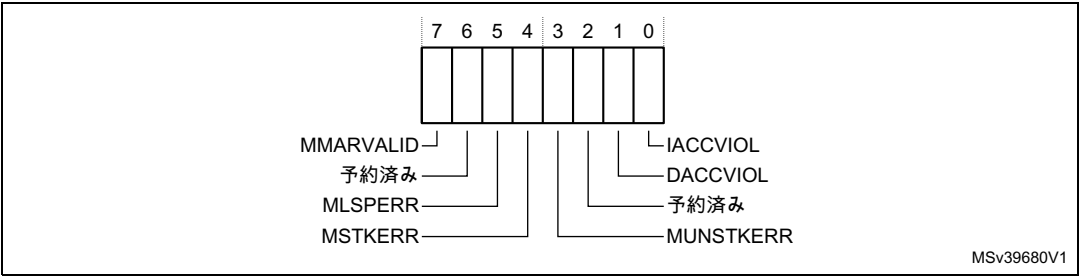 7 6 5 4 3 2 1 0
MMARVALID IACCVIOL
予約済み DACCVIOL
MLSPERR 予約済み
MSTKERR MUNSTKERR
MSv39680V1